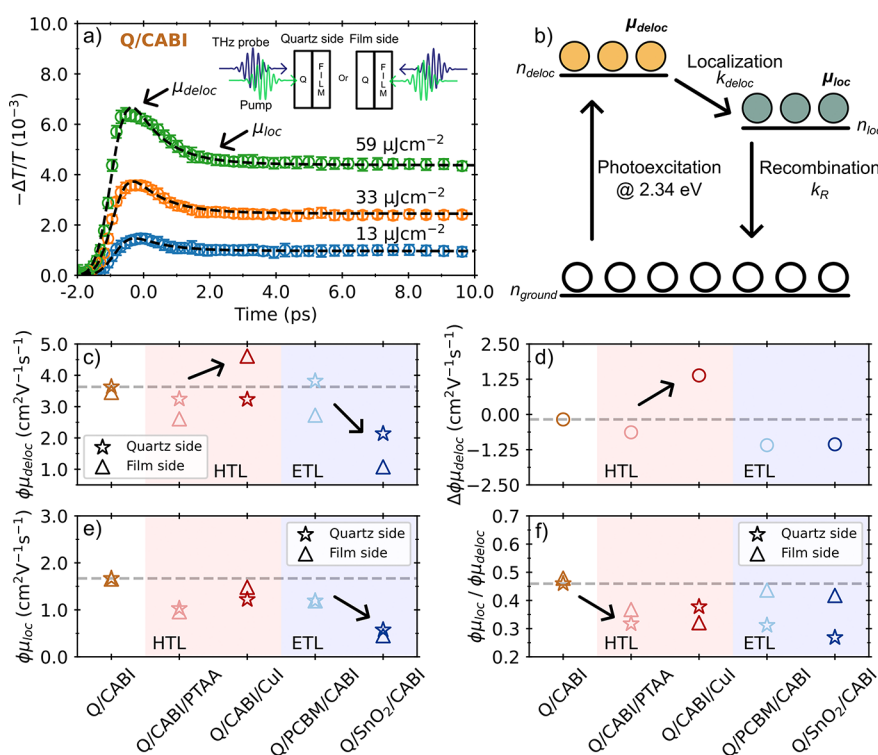 a) Q/CABI
THz probe
Quartz side
Film side
Pump
Q
FILM
Or
Q
FILM
μdeloc
μloc
59 μJcm⁻²
33 μJcm⁻²
13 μJcm⁻²
−ΔT/T (10⁻³)
10.0
8.0
6.0
4.0
2.0
0.0
-2.0 0.0 2.0 4.0 6.0 8.0 10.0
Time (ps)
b)
μdeloc
ndeloc
Localization
kdeloc
μloc
nloc
Photoexcitation
@ 2.34 eV
Recombination
kR
nground
c)
ϕμdeloc (cm²V⁻¹s⁻¹)
5.0
4.0
3.0
2.0
1.0
Quartz side
Film side
HTL
ETL
d)
Δϕμdeloc (cm²V⁻¹s⁻¹)
2.50
1.25
0.00
-1.25
-2.50
HTL
ETL
e)
ϕμloc (cm²V⁻¹s⁻¹)
3.0
2.0
1.0
0.0
Quartz side
Film side
HTL
ETL
Q/CABI
Q/CABI/PTAA
Q/CABI/CuI
Q/PCBM/CABI
Q/SnO₂/CABI
f)
ϕμloc / ϕμdeloc
0.7
0.6
0.5
0.4
0.3
0.2
Quartz side
Film side
HTL
ETL
Q/CABI
Q/CABI/PTAA
Q/CABI/CuI
Q/PCBM/CABI
Q/SnO₂/CABI